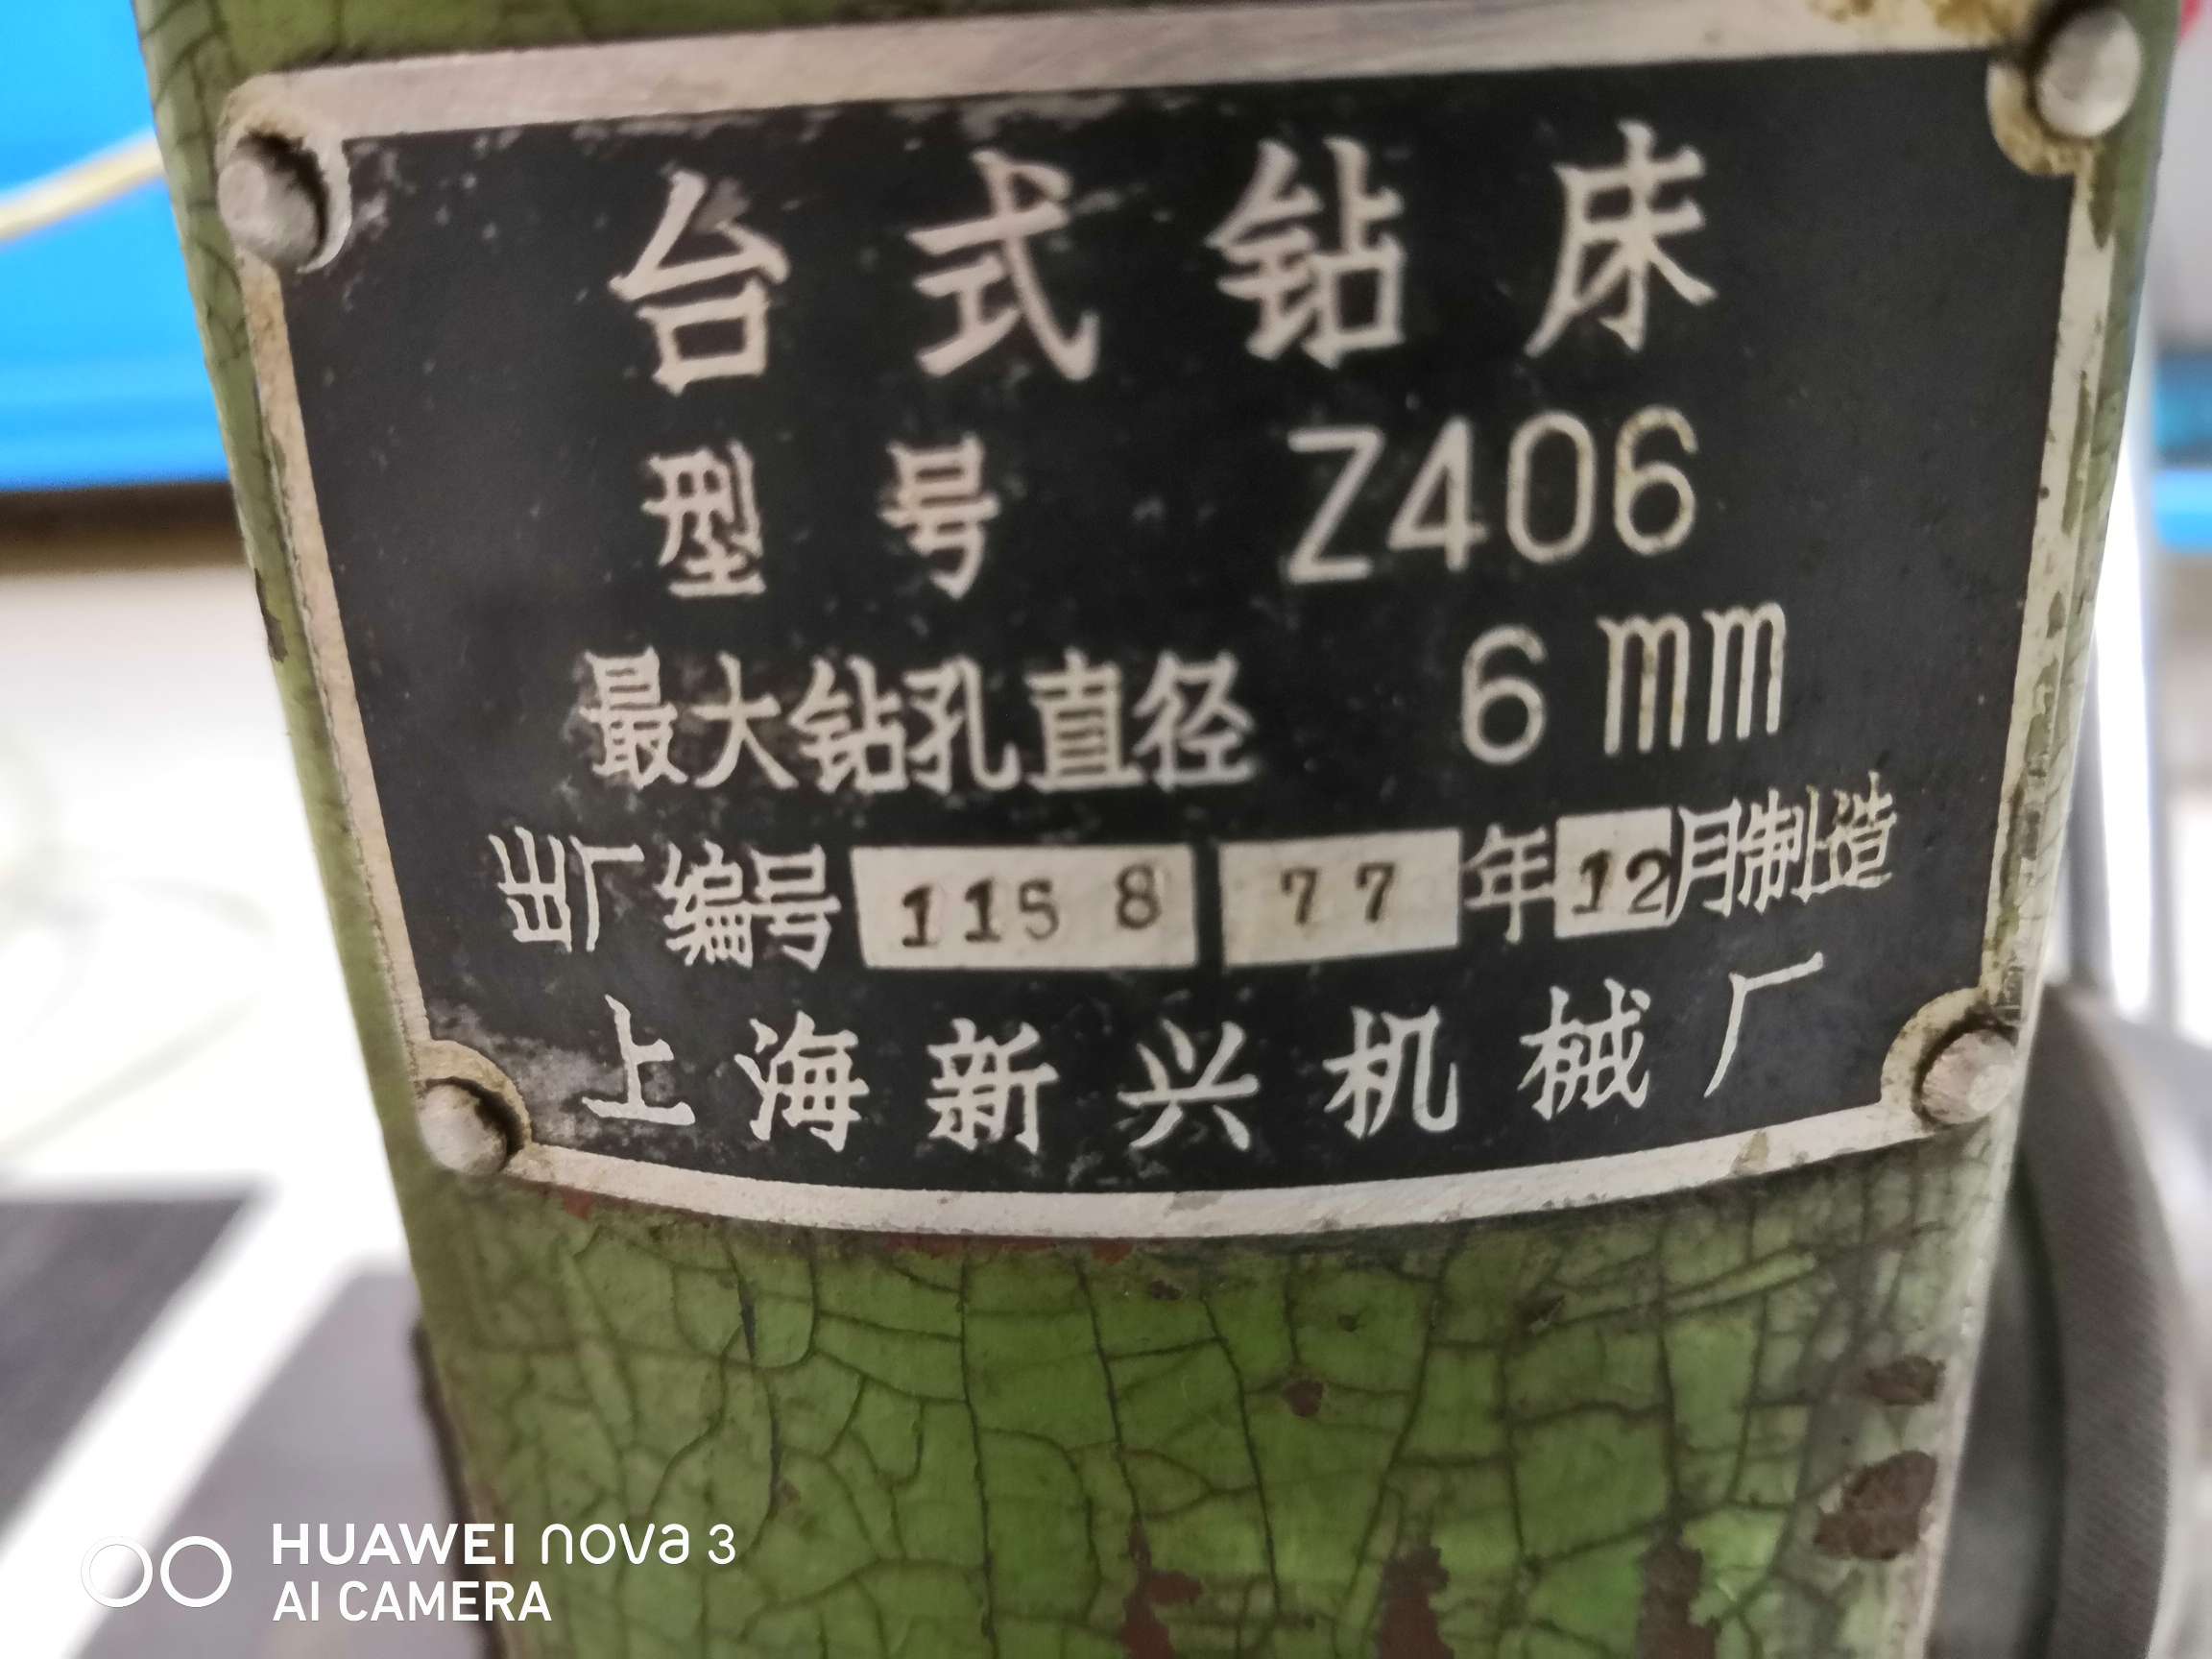 台式钻床
型号 Z406
最大钻孔直径 6mm
出厂编号 1158 77年12月制造
上海新兴机械厂
HUAWEI nova 3
AI CAMERA